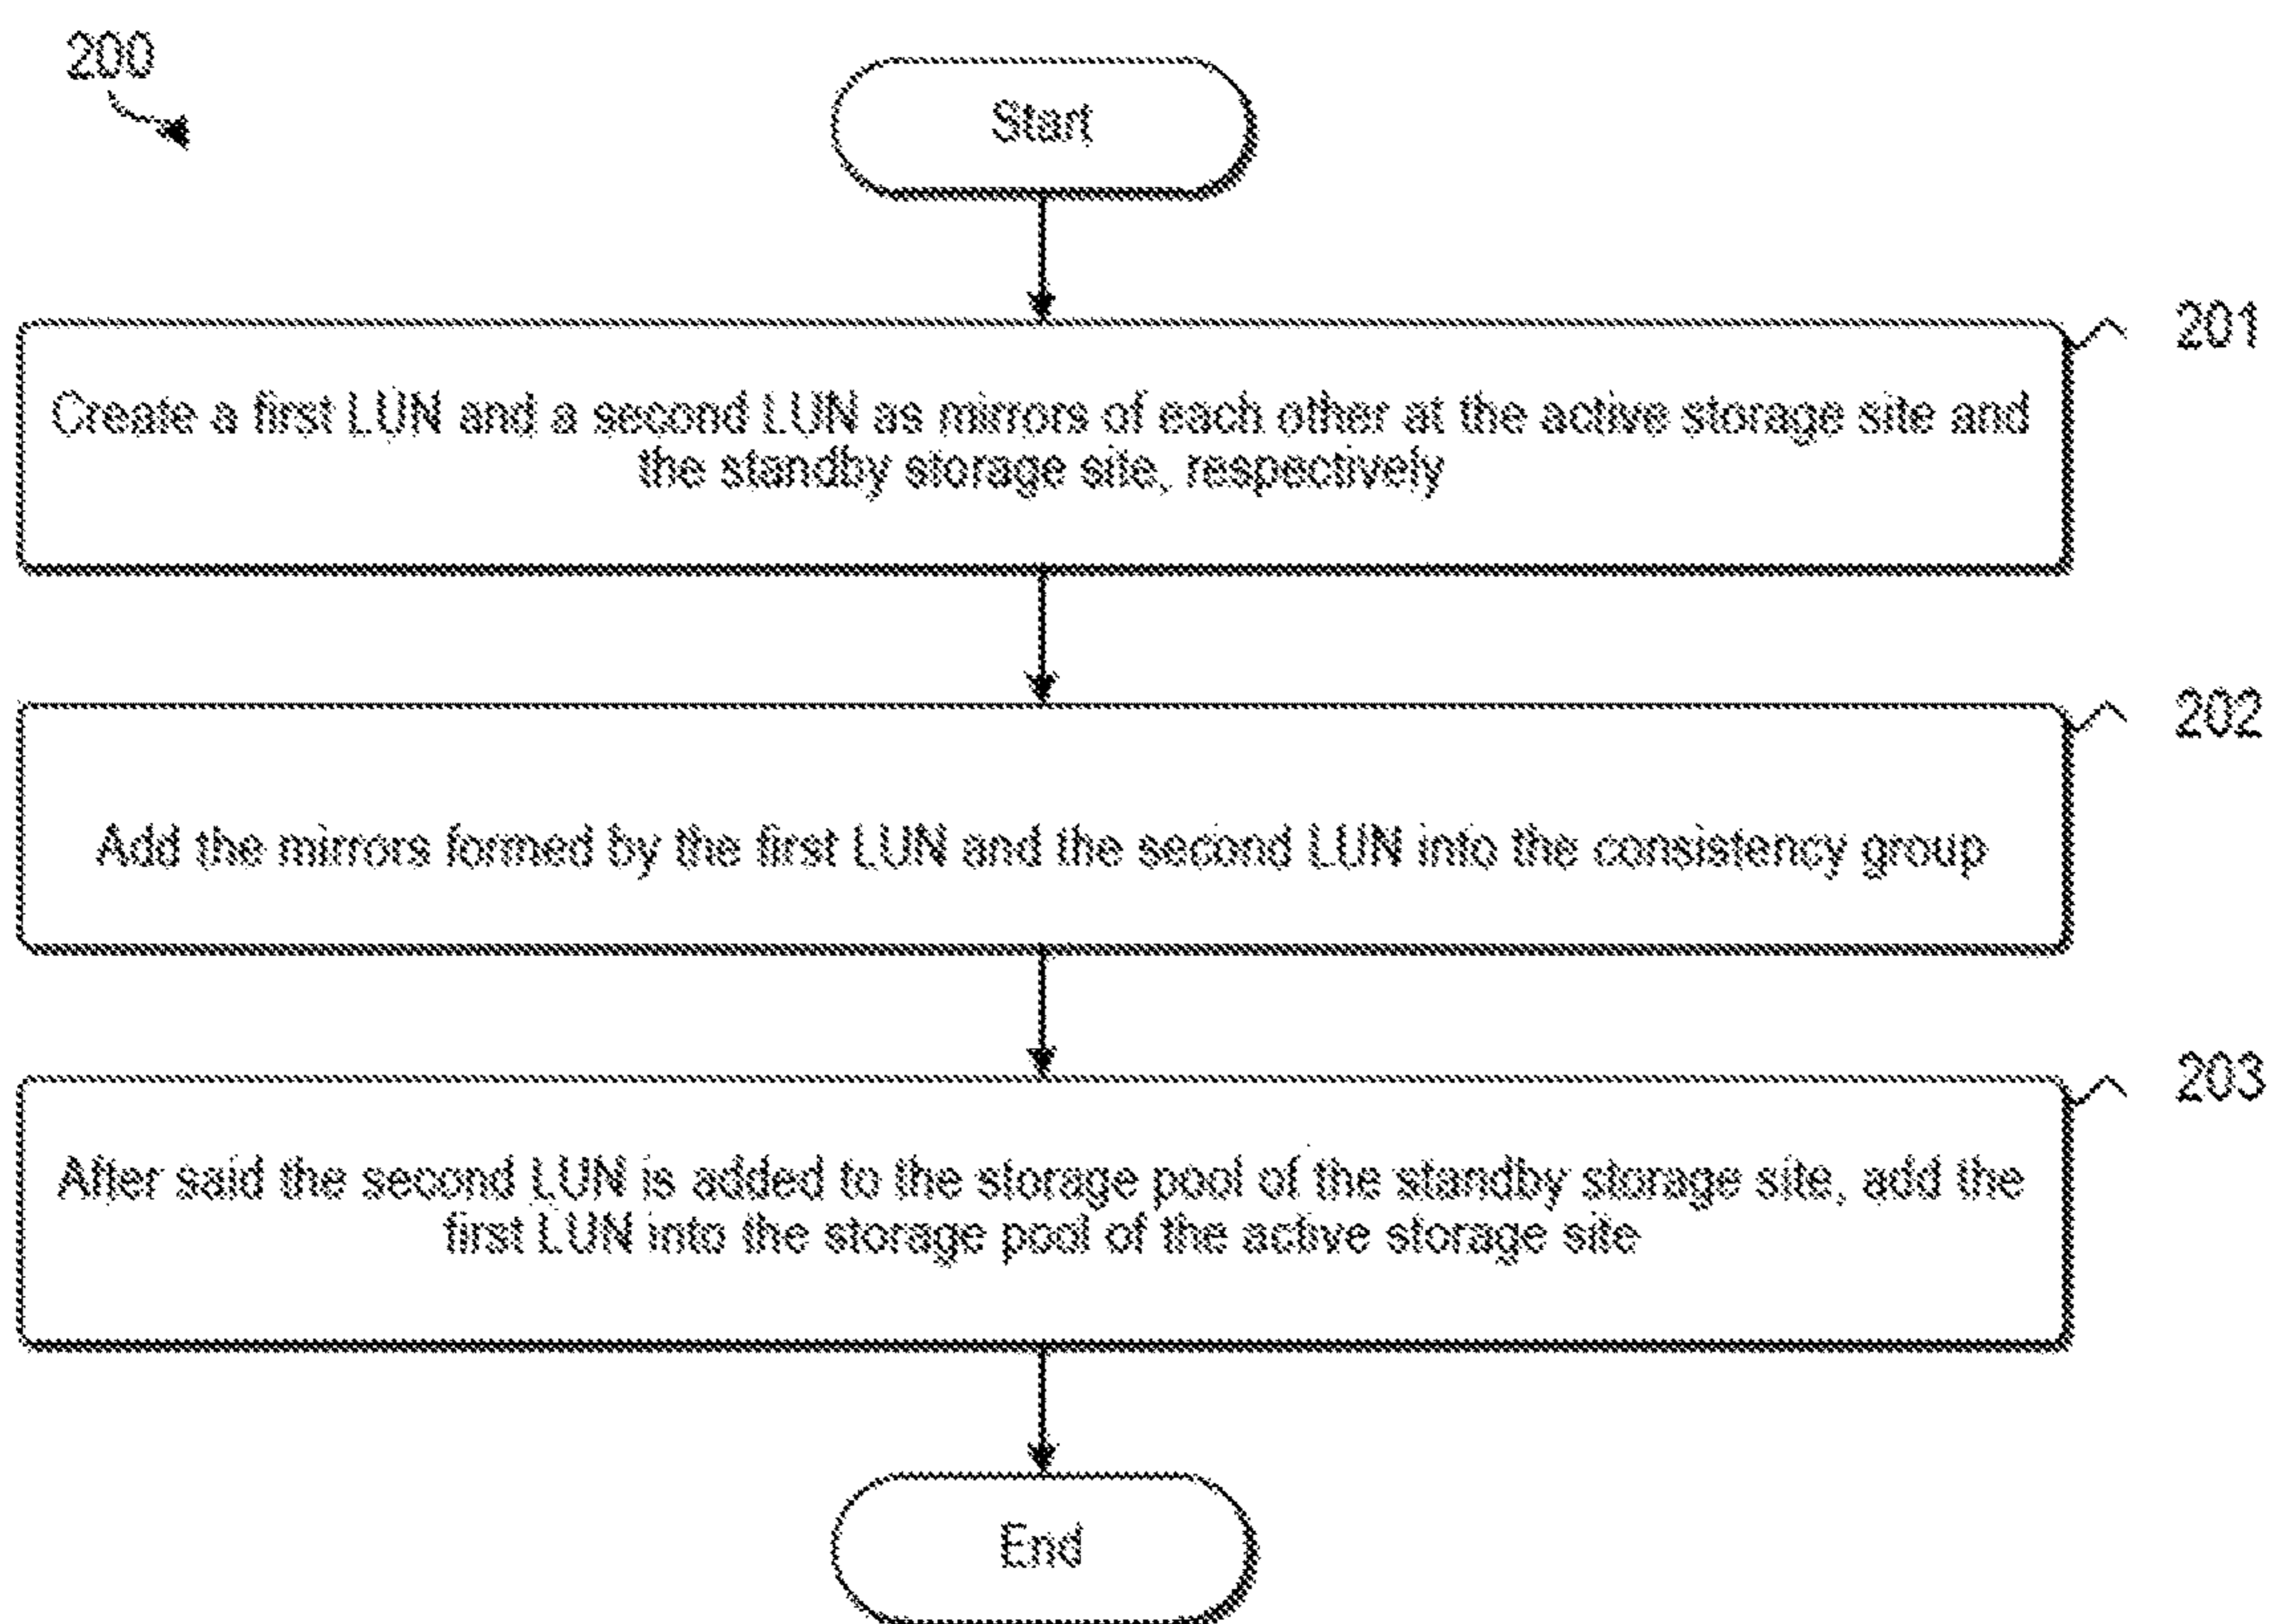 200
Start
201
Create a first LUN and a second LUN as mirrors of each other at the active storage site and
the standby storage site, respectively
202
Add the mirrors formed by the first LUN and the second LUN into the consistency group
203
After said the second LUN is added to the storage pool of the standby storage site, add the
first LUN into the storage pool of the active storage site
End